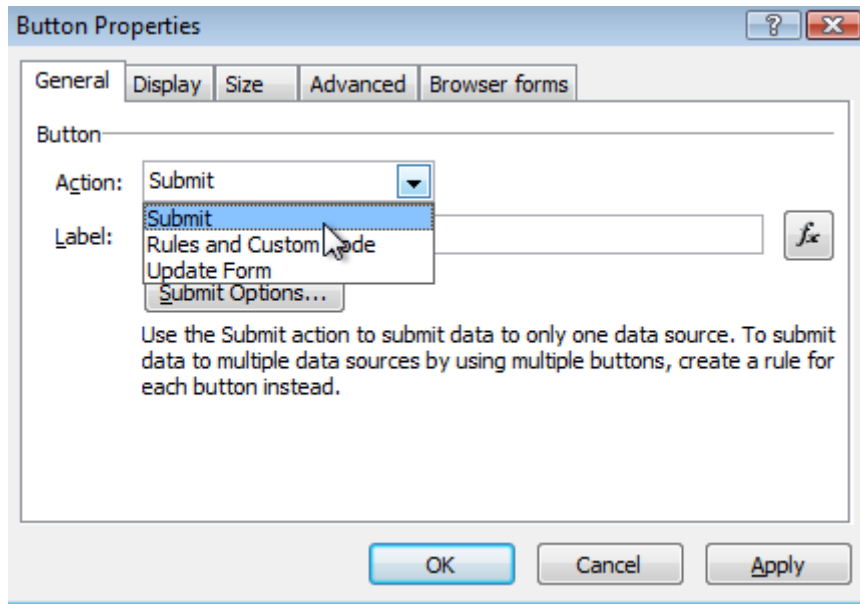 Button Properties
General Display Size Advanced Browser forms
Button
Action: Submit
Submit
Label:
Rules and Custom
Update Form
Submit Options...
Use the Submit action to submit data to only one data source. To submit
data to multiple data sources by using multiple buttons, create a rule for
each button instead.
OK Cancel Apply